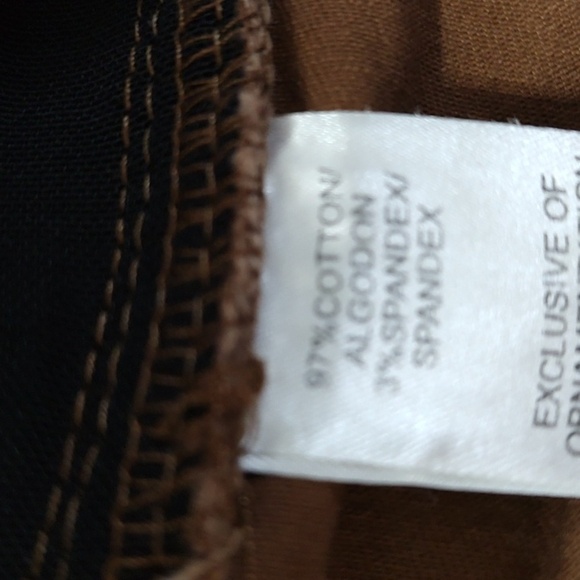 97%COTTON/
ALGODON
3%SPANDEX/
SPANDEX
EXCLUSIVE OF